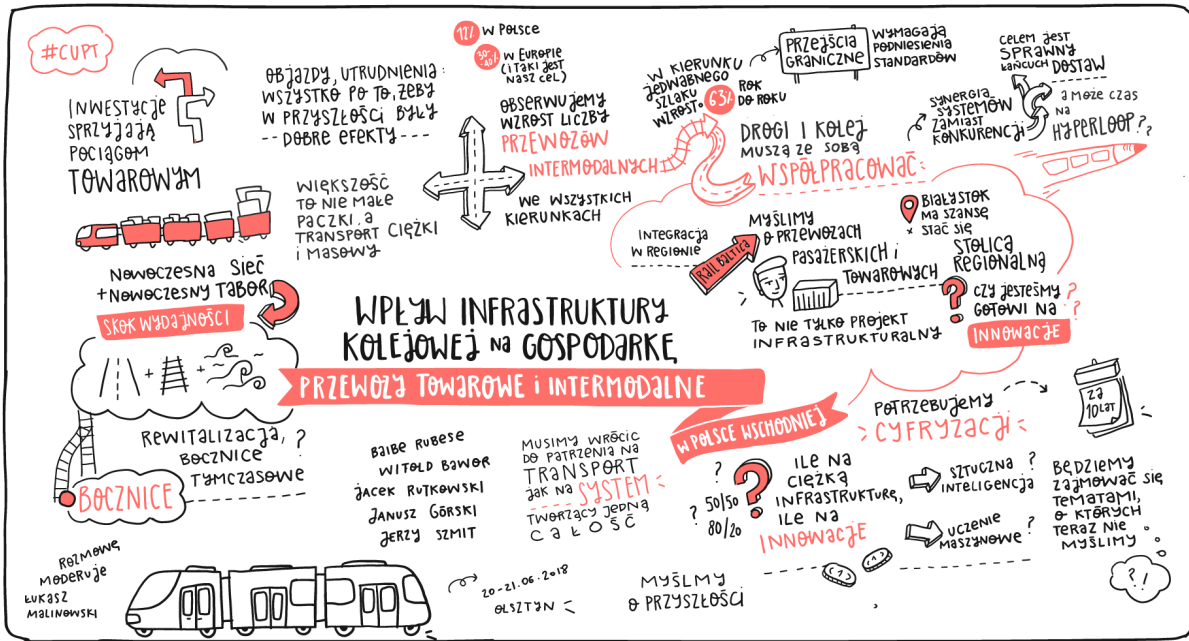 #CUPT
INWESTYCJE
SPRZYJAJĄ
POCIĄGOM
TOWAROWYM
OBJAZDY, UTRUDNIENIA:
WSZYSTKO PO TO, ŻEBY
W PRZYSZŁOŚCI BYŁY
DOBRE EFEKTY
WIĘKSZOŚĆ
TO NIE MAŁE
PACZKI, A
TRANSPORT CIĘŻKI
I MASOWY
12% W POLSCE
30-40% W EUROPIE
(I TAKI JEST
NASZ CEL)
OBSERWUJEMY
WZROST LICZBY
PRZEWOZÓW
INTERMODALNYCH
WE WSZYSTKICH
KIERUNKACH
W KIERUNKU
JEDWABNEGO
SZLAKU
WZROST O 63% ROK
DO ROKU
PRZEJŚCIA
GRANICZNE
WYMAGAJĄ
PODNIESIENIA
STANDARDÓW
DROGI I KOLEJ
MUSZĄ ZE SOBĄ
WSPÓŁPRACOWAĆ
SYNERGIA
SYSTEMÓW
ZAMIAST
KONKURENCJI
CELEM JEST
SPRAWNY
ŁAŃCUCH DOSTAW
A MOŻE CZAS
NA
HYPERLOOP??
INTEGRACJA
W REGIONIE
RAIL BALTICA
MYŚLIMY
O PRZEWOZACH
PASAŻERSKICH I
TOWAROWYCH
TO NIE TYLKO PROJEKT
INFRASTRUKTURALNY
BIAŁYSTOK
MA SZANSĘ
STAĆ SIĘ
STOLICĄ
REGIONALNĄ
? CZY JESTEŚMY ?
GOTOWI NA ?
INNOWACJE
NOWOCZESNA SIEĆ
+ NOWOCZESNY TABOR
SKOK WYDAJNOŚCI
+ +
REWITALIZACJA, ?
BOCZNICE
TYMCZASOWE
BOCZNICE
WPŁYW INFRASTRUKTURY
KOLEJOWEJ NA GOSPODARKĘ
PRZEWOZY TOWAROWE I INTERMODALNE
W POLSCE WSCHODNIEJ
BAIBE RUBESE
WITOLD BAWOR
JACEK RUTKOWSKI
JANUSZ GÓRSKI
JERZY SZMIT
MUSIMY WRÓCIĆ
DO PATRZENIA NA
TRANSPORT
JAK NA SYSTEM
TWORZĄCY JEDNĄ
CAŁOŚĆ
?
? 50/50
80/20
? ILE NA
CIĘŻKĄ
INFRASTRUKTURĘ,
ILE NA
INNOWACJE
POTRZEBUJEMY
CYFRYZACJI
ZA
10 LAT
SZTUCZNA ?
INTELIGENCJA
UCZENIE ?
MASZYNOWE
BĘDZIEMY
ZAJMOWAĆ SIĘ
TEMATAMI,
O KTÓRYCH
TERAZ NIE
MYŚLIMY
?!
ROZMOWĘ
MODERUJE
ŁUKASZ
MALINOWSKI
20-21.06.2018
OLSZTYN
MYŚLMY
O PRZYSZŁOŚCI
1 1